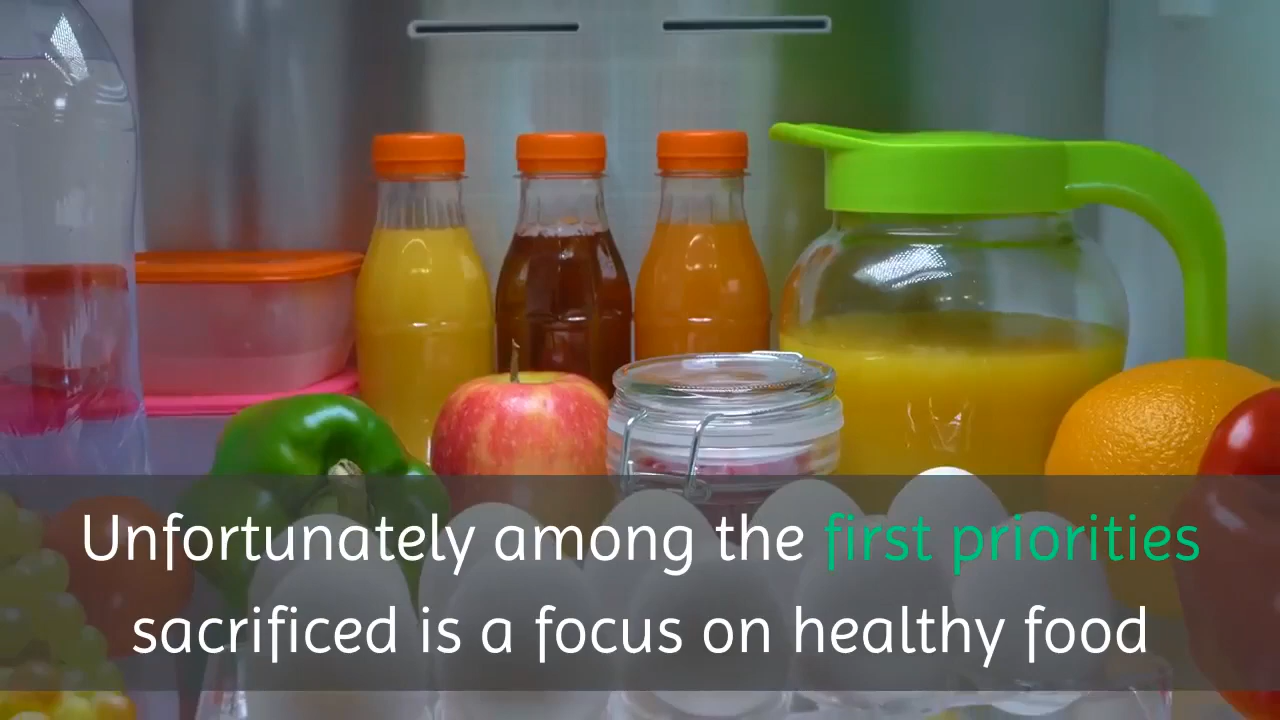 Unfortunately among the first priorities
sacrificed is a focus on healthy food